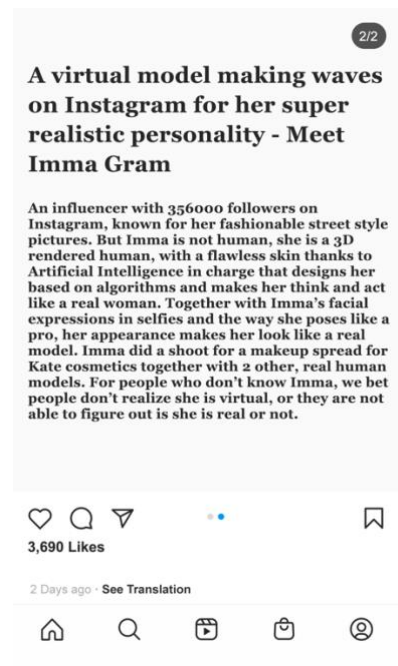 2/2
A virtual model making waves
on Instagram for her super
realistic personality - Meet
Imma Gram
An influencer with 356000 followers on
Instagram, known for her fashionable street style
pictures. But Imma is not human, she is a 3D
rendered human, with a flawless skin thanks to
Artificial Intelligence in charge that designs her
based on algorithms and makes her think and act
like a real woman. Together with Imma's facial
expressions in selfies and the way she poses like a
pro, her appearance makes her look like a real
model. Imma did a shoot for a makeup spread for
Kate cosmetics together with 2 other, real human
models. For people who don't know Imma, we bet
people don't realize she is virtual, or they are not
able to figure out is she is real or not.
3,690 Likes
2 Days ago · See Translation